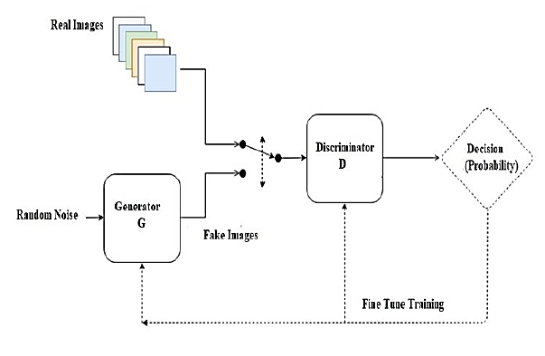 Real Images
Discriminator
D
Decision
(Probability)
Generator
G
Random Noise
Fake Images
Fine Tune Training